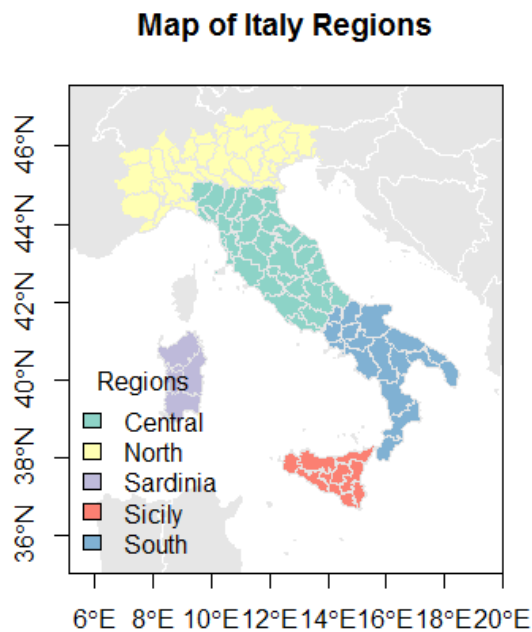 Map of Italy Regions
46°N
44°N
42°N
40°N
38°N
36°N
Regions
Central
North
Sardinia
Sicily
South
6°E 8°E 10°E 12°E 14°E 16°E 18°E 20°E